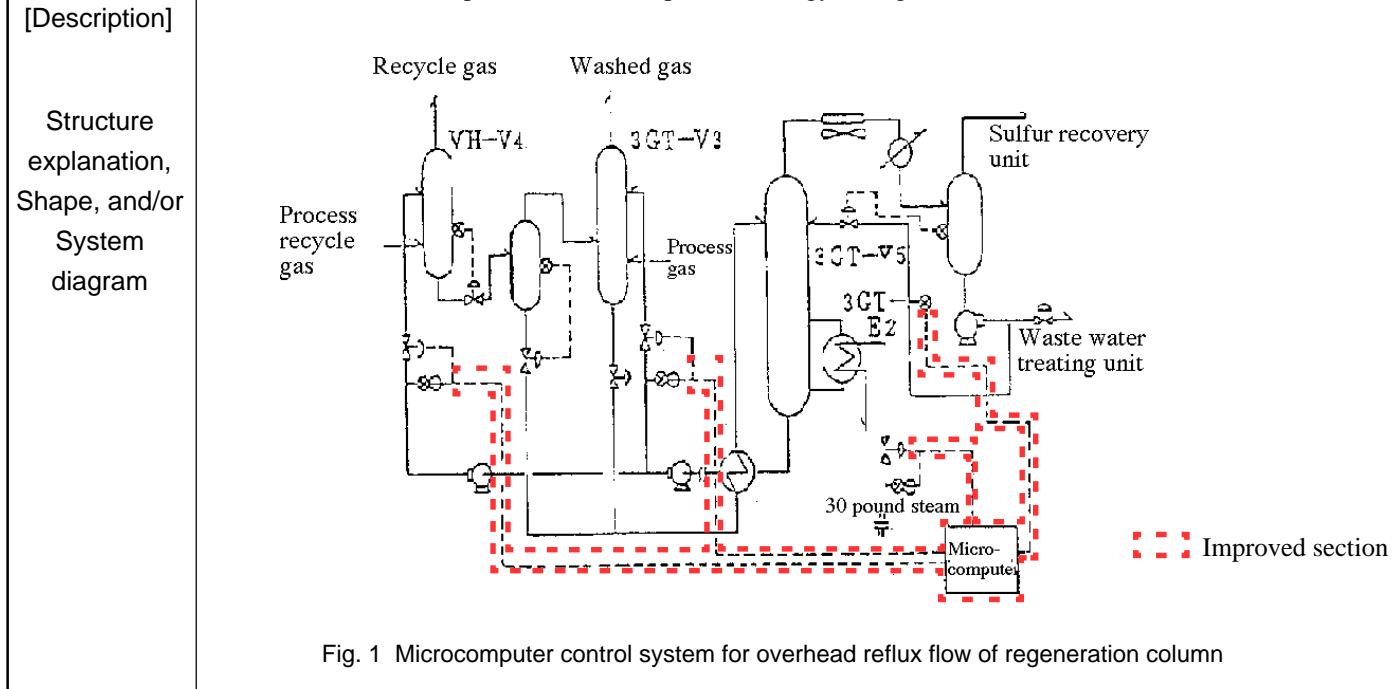 [Description]
Structure
explanation,
Shape, and/or
System
diagram
Recycle gas
Washed gas
VH-V4
3GT-V3
Sulfur recovery
unit
Process
recycle
gas
Process
gas
3GT-V5
3GT
E2
Waste water
treating unit
30 pound steam
Micro-
computer
Improved section
Fig. 1 Microcomputer control system for overhead reflux flow of regeneration column